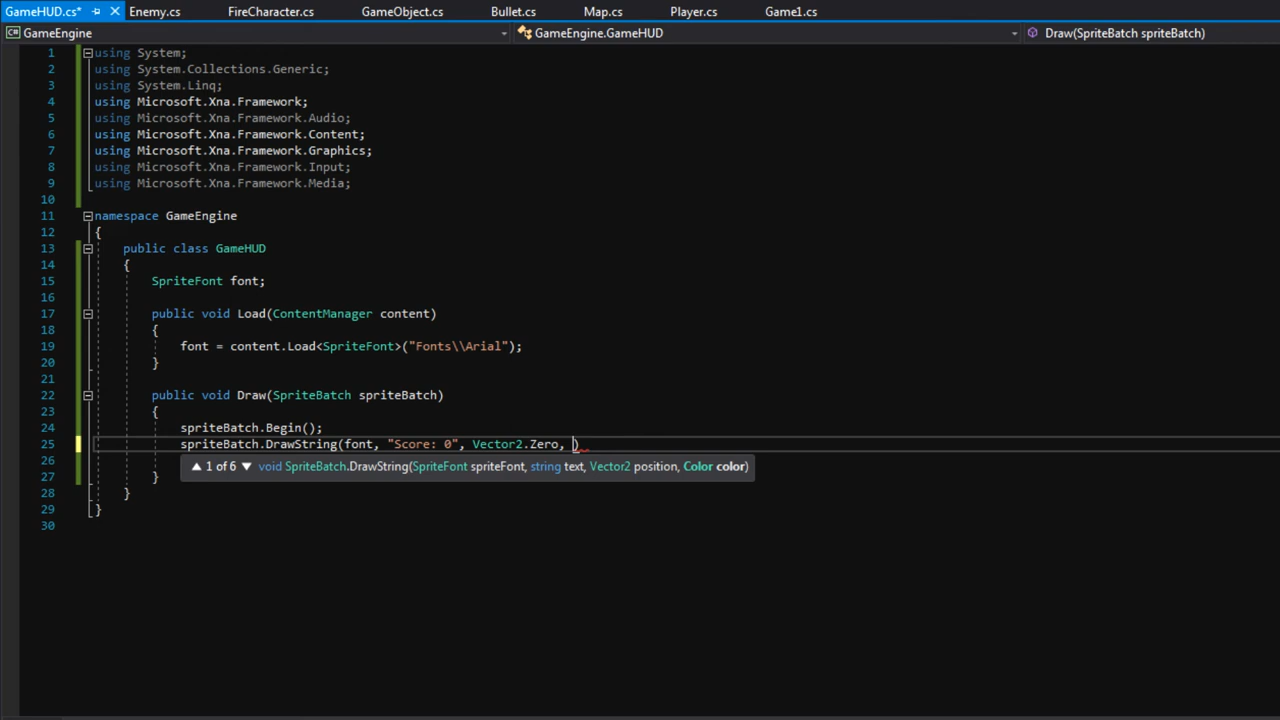 GameHUD.cs* Enemy.cs FireCharacter.cs GameObject.cs Bullet.cs Map.cs Player.cs Game1.cs
GameEngine GameEngine.GameHUD Draw(SpriteBatch spriteBatch)
1 using System;
2 using System.Collections.Generic;
3 using System.Linq;
4 using Microsoft.Xna.Framework;
5 using Microsoft.Xna.Framework.Audio;
6 using Microsoft.Xna.Framework.Content;
7 using Microsoft.Xna.Framework.Graphics;
8 using Microsoft.Xna.Framework.Input;
9 using Microsoft.Xna.Framework.Media;
10
11 namespace GameEngine
12 {
13 public class GameHUD
14 {
15 SpriteFont font;
16
17 public void Load(ContentManager content)
18 {
19 font = content.Load<SpriteFont>("Fonts\\Arial");
20 }
21
22 public void Draw(SpriteBatch spriteBatch)
23 {
24 spriteBatch.Begin();
25 spriteBatch.DrawString(font, "Score: 0", Vector2.Zero, )
26 ▲ 1 of 6 ▼ void SpriteBatch.DrawString(SpriteFont spriteFont, string text, Vector2 position, Color color)
27 }
28 }
29 }
30